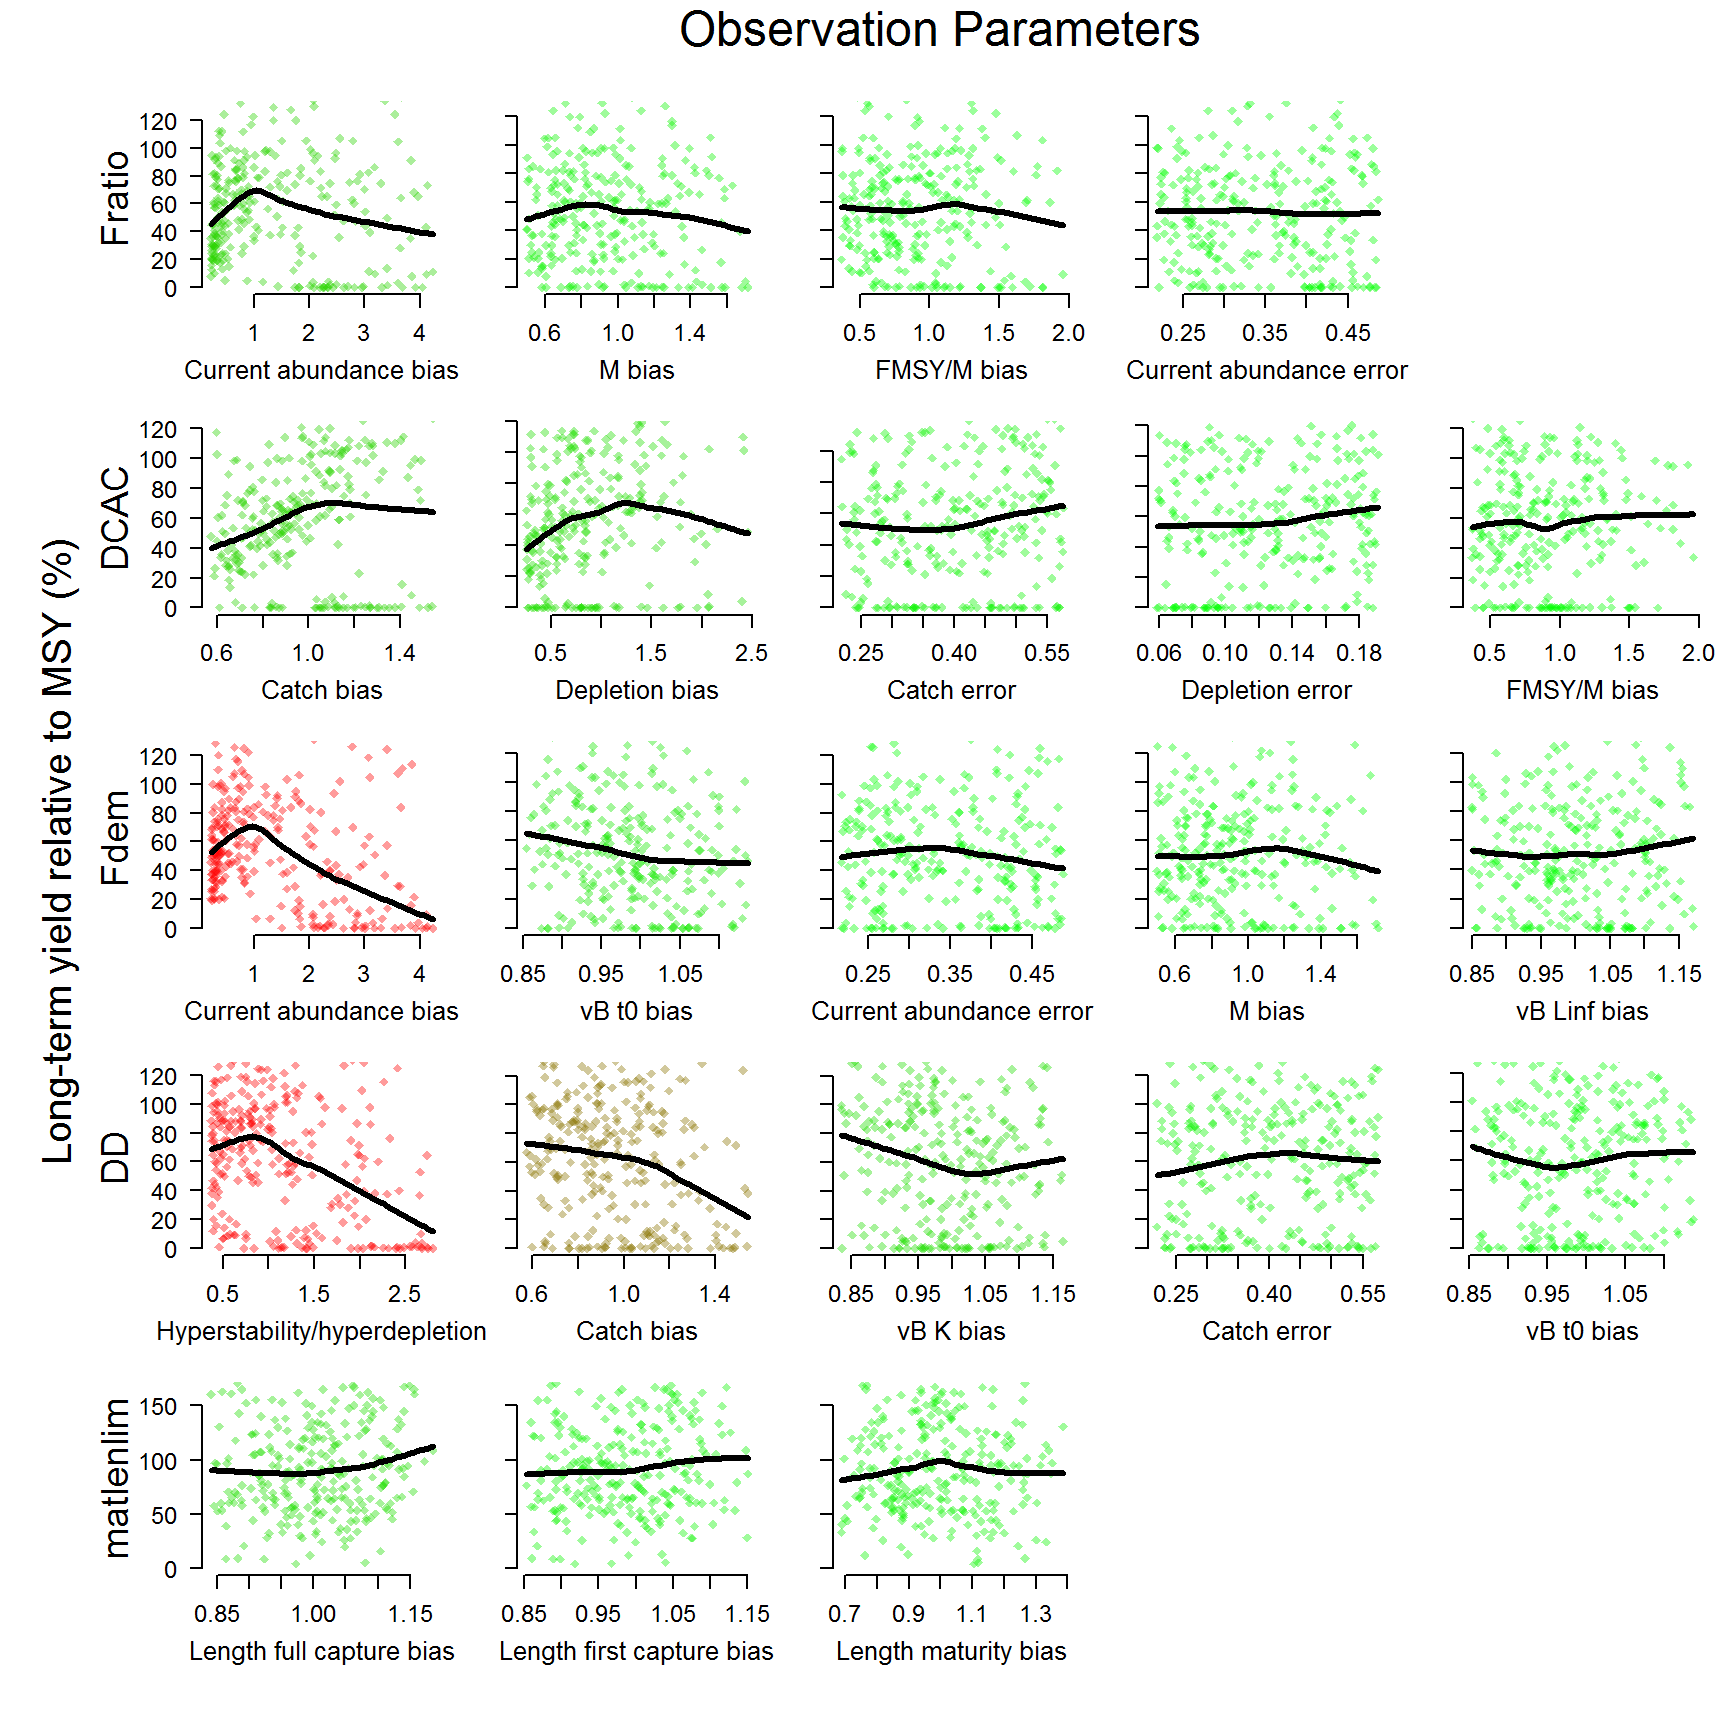 Observation Parameters
Long-term yield relative to MSY (%)
Fratio
0 20 40 60 80 100 120
1 2 3 4
Current abundance bias
0.6 1.0 1.4
M bias
0.5 1.0 1.5 2.0
FMSY/M bias
0.25 0.35 0.45
Current abundance error
DCAC
0 20 40 60 80 100 120
0.6 1.0 1.4
Catch bias
0.5 1.5 2.5
Depletion bias
0.25 0.40 0.55
Catch error
0.06 0.10 0.14 0.18
Depletion error
0.5 1.0 1.5 2.0
FMSY/M bias
Fdem
0 20 40 60 80 100 120
1 2 3 4
Current abundance bias
0.85 0.95 1.05
vB t0 bias
0.25 0.35 0.45
Current abundance error
0.6 1.0 1.4
M bias
0.85 0.95 1.05 1.15
vB Linf bias
DD
0 20 40 60 80 100 120
0.5 1.5 2.5
Hyperstability/hyperdepletion
0.6 1.0 1.4
Catch bias
0.85 0.95 1.05 1.15
vB K bias
0.25 0.40 0.55
Catch error
0.85 0.95 1.05
vB t0 bias
matlenlim
0 50 100 150
0.85 1.00 1.15
Length full capture bias
0.85 0.95 1.05 1.15
Length first capture bias
0.7 0.9 1.1 1.3
Length maturity bias